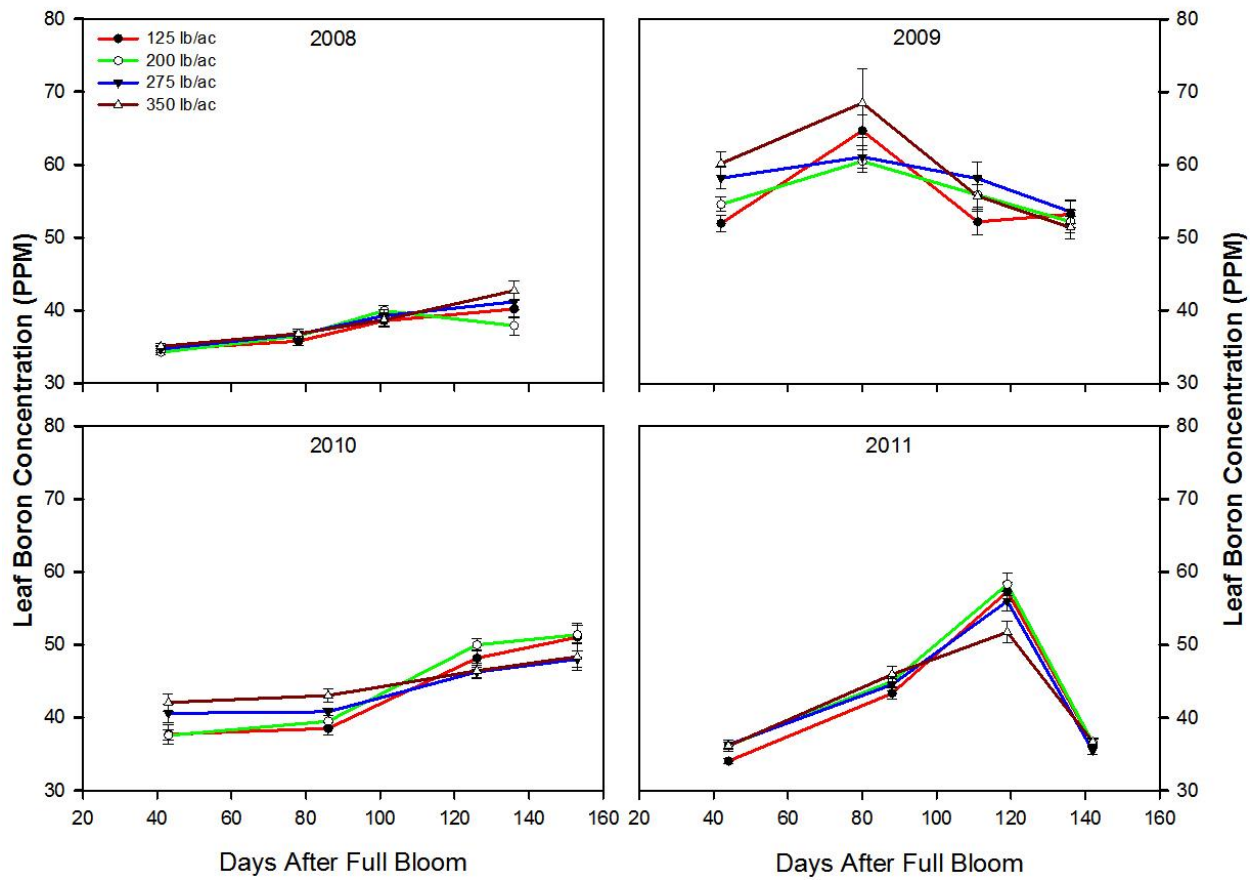 80
70
60
50
40
30
2008
125 lb/ac
200 lb/ac
275 lb/ac
350 lb/ac
2009
80
70
60
50
40
30
80
70
60
50
40
30
2010
2011
80
70
60
50
40
30
20 40 60 80 100 120 140 160
20 40 60 80 100 120 140 160
Leaf Boron Concentration (PPM)
Leaf Boron Concentration (PPM)
Days After Full Bloom
Days After Full Bloom